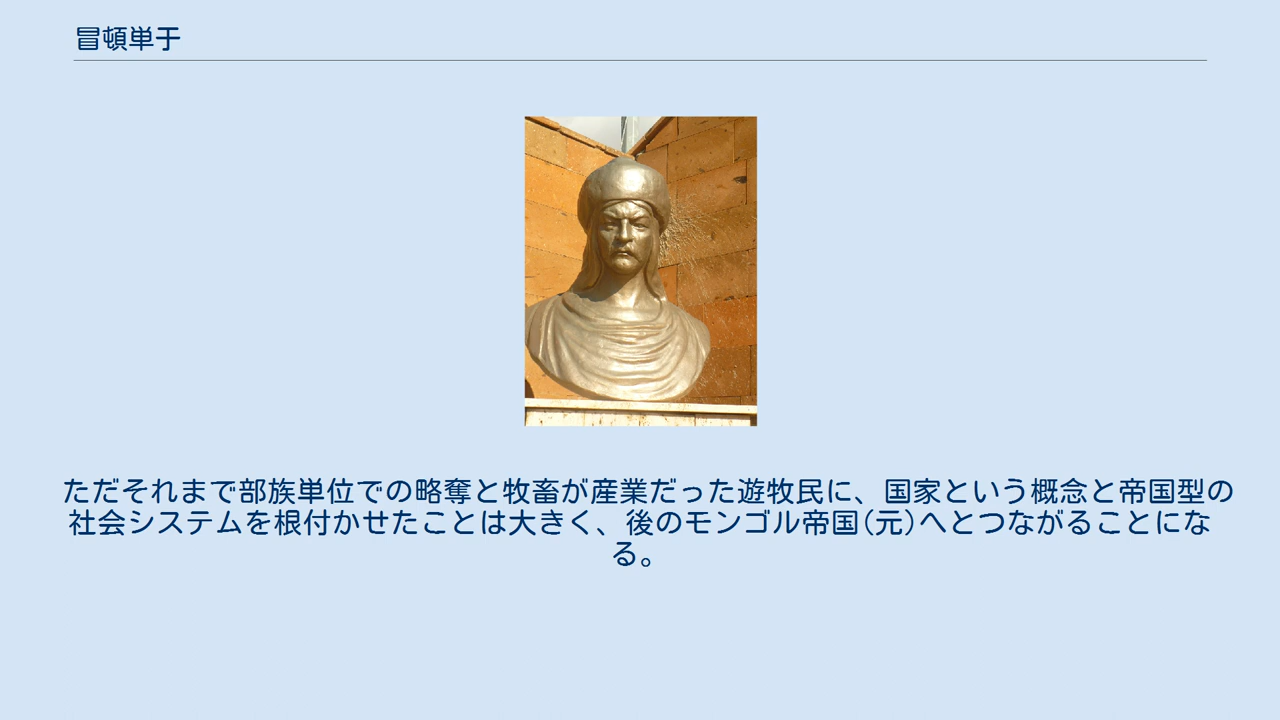 冒頓単于
ただそれまで部族単位での略奪と牧畜が産業だった遊牧民に、国家という概念と帝国型の
社会システムを根付かせたことは大きく、後のモンゴル帝国(元)へとつながることにな
る。